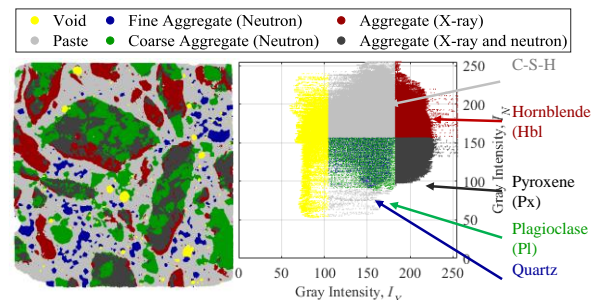 Void
Fine Aggregate (Neutron)
Aggregate (X-ray)
Paste
Coarse Aggregate (Neutron)
Aggregate (X-ray and neutron)
C-S-H
Hornblende
(Hbl
Pyroxene
(Px)
Plagioclase
(Pl)
Quartz
250
200
150
100
50
0
Gray Intensity, I_N
0 50 100 150 200 250
Gray Intensity, I_X